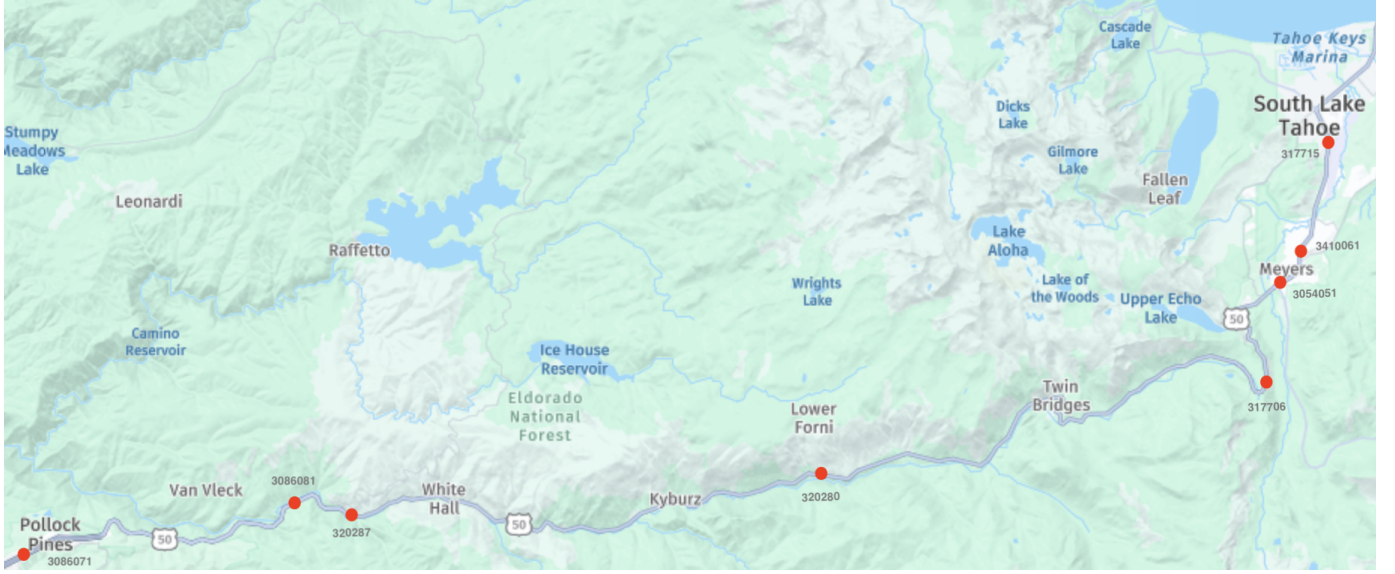 Cascade
Lake
Tahoe Keys
Marina
South Lake
Tahoe
317715
Dicks
Lake
Stumpy
Meadows
Lake
Gilmore
Lake
Fallen
Leaf
Leonardi
Raffetto
Lake
Aloha
3410061
Meyers
3054051
Wrights
Lake
Lake of
the Woods
Upper Echo
Lake
50
Camino
Reservoir
Ice House
Reservoir
Eldorado
National
Forest
Twin
Bridges
317706
Lower
Forni
320280
3086081
Van Vleck
White
Hall
Kyburz
320287
50
50
Pollock
Pines
3086071